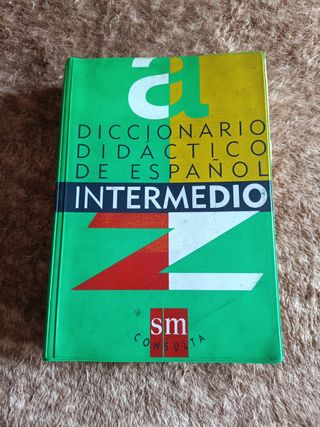 a
DICCIONARIO
DIDÁCTICO
DE ESPAÑOL
INTERMEDIO
Z
sm
CONSULTA